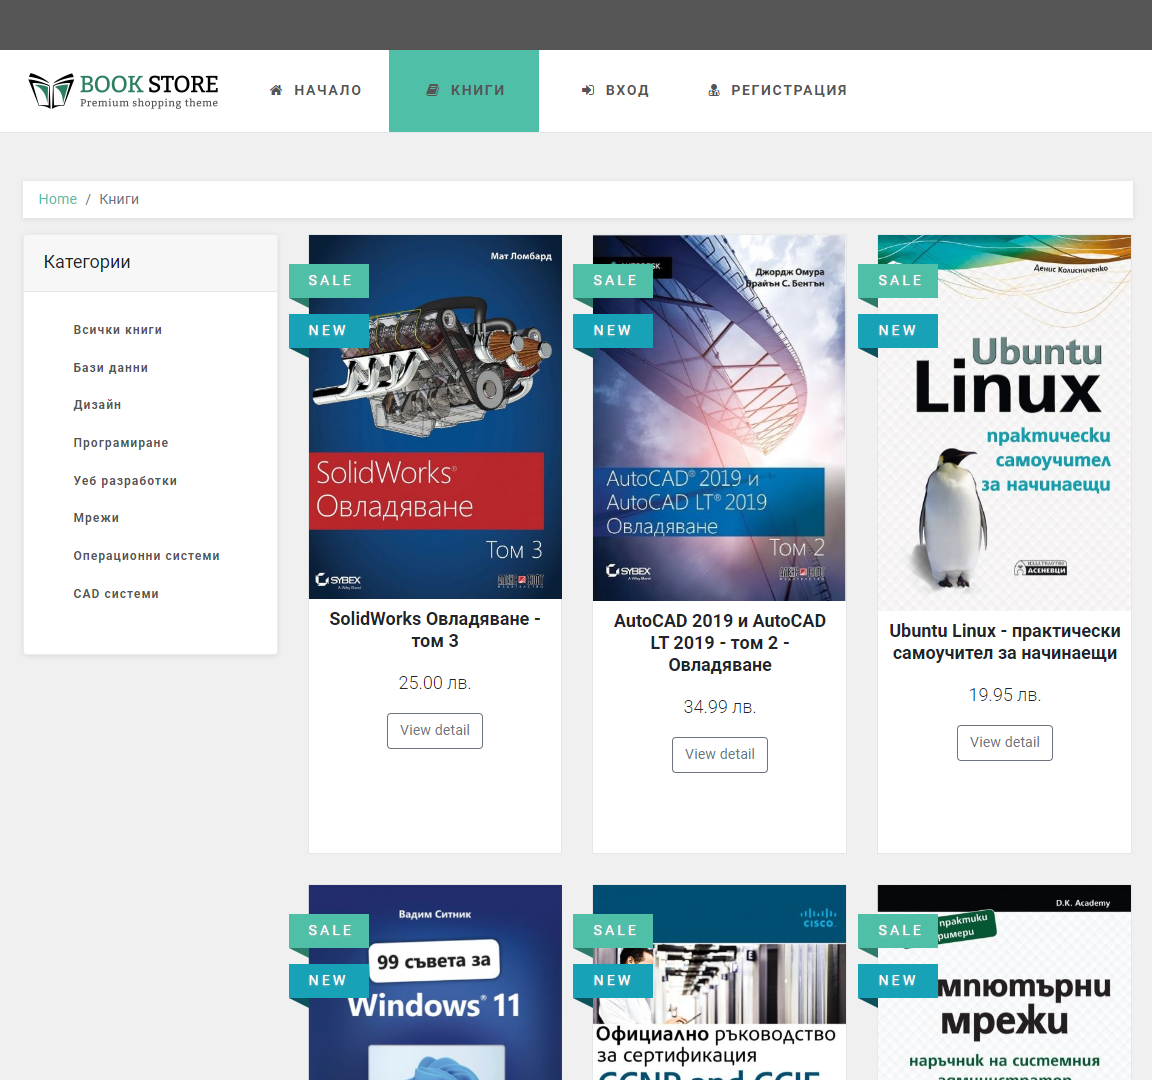 BOOK STORE
Premium shopping theme
НАЧАЛО
КНИГИ
ВХОД
РЕГИСТРАЦИЯ
Home / Книги
Категории
Всички книги
Бази данни
Дизайн
Програмиране
Уеб разработки
Мрежи
Операционни системи
CAD системи
SALE
NEW
Мат Ломбард
SolidWorks®
Овладяване
Том 3
SYBEX
SolidWorks Овладяване -
том 3
25.00 лв.
View detail
SALE
NEW
Джордж Омура
Брайън С. Бентън
AutoCAD® 2019 и
AutoCAD LT® 2019
Овладяване
Том 2
SYBEX
AutoCAD 2019 и AutoCAD
LT 2019 - том 2 -
Овладяване
34.99 лв.
View detail
SALE
NEW
Денис Колисниченко
Ubuntu
Linux
практически
самоучител
за начинаещи
ИЗДАТЕЛСТВО
АСЕНЕВЦИ
Ubuntu Linux - практически
самоучител за начинаещи
19.95 лв.
View detail
SALE
NEW
Вадим Ситник
99 съвета за
Windows® 11
SALE
NEW
CISCO
Официално ръководство
за сертификация
CCNP and CCIE
SALE
NEW
D.K. Academy
практики
мпютърни
мрежи
наръчник на системния
администратор